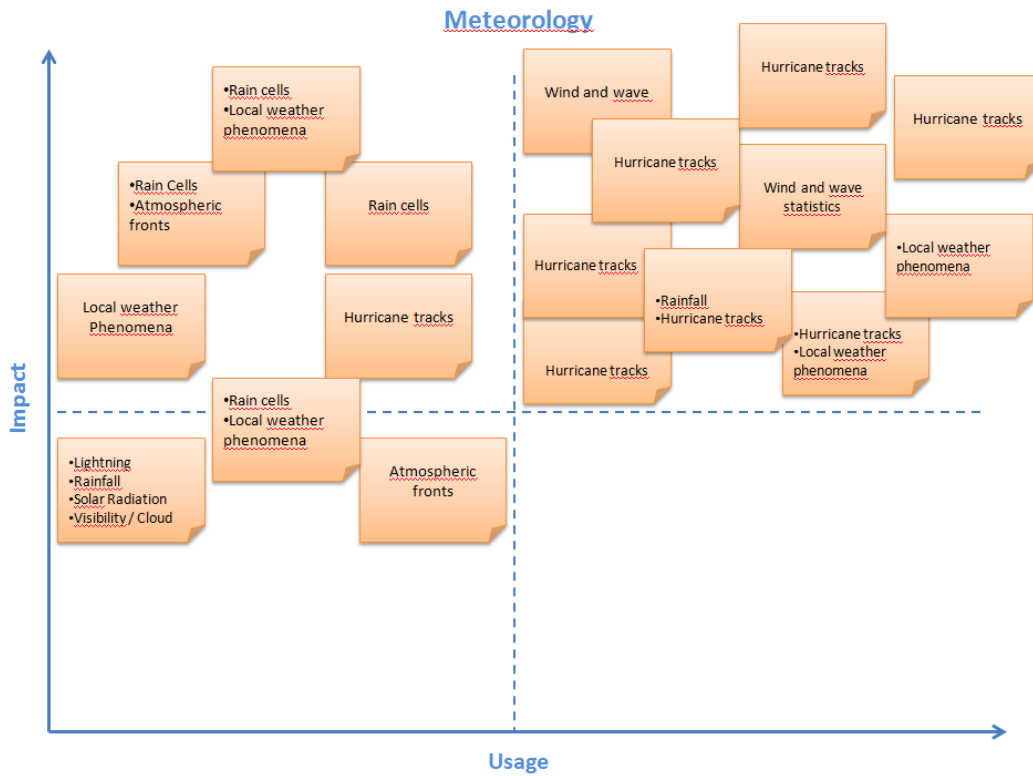 Meteorology
Impact
•Rain cells
•Local weather
phenomena
•Rain Cells
•Atmospheric
fronts
Rain cells
Local weather
Phenomena
Hurricane tracks
•Rain cells
•Local weather
phenomena
•Lightning
•Rainfall
•Solar Radiation
•Visibility / Cloud
Atmospheric
fronts
Wind and wave
Hurricane tracks
Hurricane tracks
Hurricane tracks
Wind and wave
statistics
Hurricane tracks
•Local weather
phenomena
•Rainfall
•Hurricane tracks
•Hurricane tracks
•Local weather
phenomena
Hurricane tracks
Usage